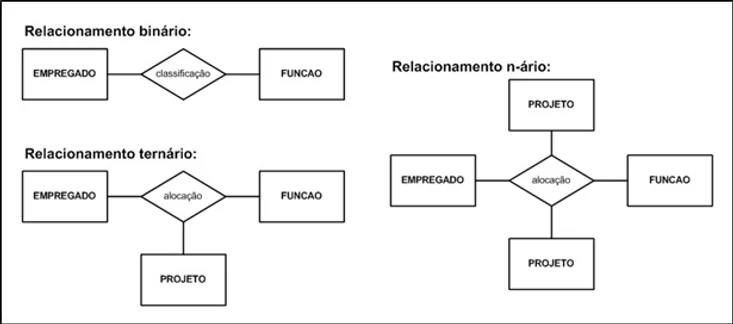 Relacionamento binário:
EMPREGADO
classificação
FUNCAO
Relacionamento ternário:
EMPREGADO
alocação
FUNCAO
PROJETO
Relacionamento n-ário:
PROJETO
EMPREGADO
alocação
FUNCAO
PROJETO